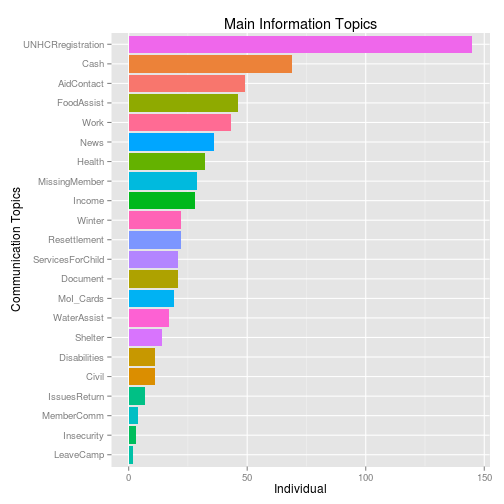 Main Information Topics
UNHCRregistration
Cash
AidContact
FoodAssist
Work
News
Health
MissingMember
Income
Winter
Resettlement
ServicesForChild
Document
MoI_Cards
WaterAssist
Shelter
Disabilities
Civil
IssuesReturn
MemberComm
Insecurity
LeaveCamp
Communication Topics
0 50 100 150
Individual